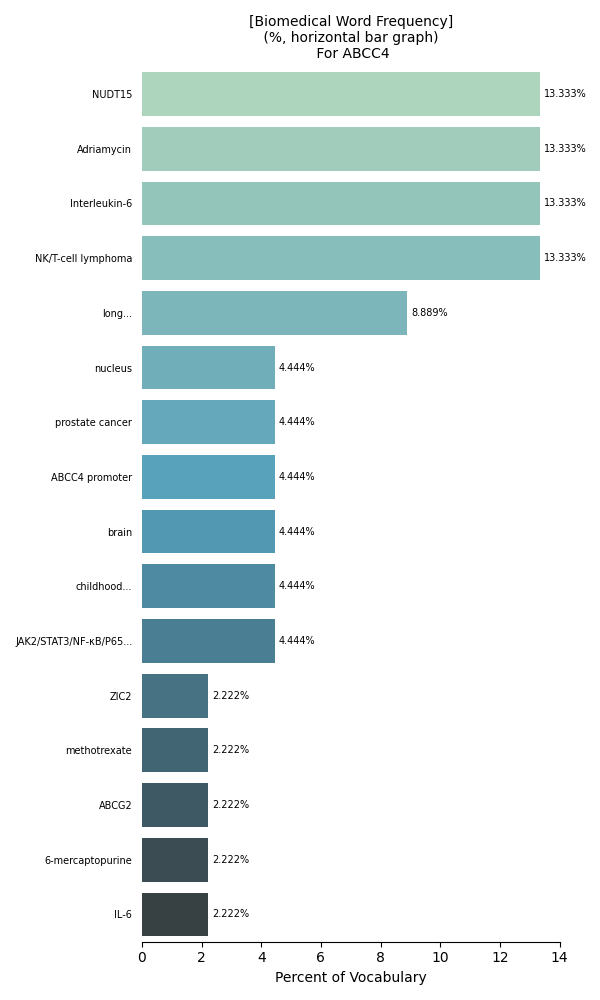 [Biomedical Word Frequency]
(%, horizontal bar graph)
For ABCC4
NUDT15 13.333%
Adriamycin 13.333%
Interleukin-6 13.333%
NK/T-cell lymphoma 13.333%
long... 8.889%
nucleus 4.444%
prostate cancer 4.444%
ABCC4 promoter 4.444%
brain 4.444%
childhood... 4.444%
JAK2/STAT3/NF-κB/P65... 4.444%
ZIC2 2.222%
methotrexate 2.222%
ABCG2 2.222%
6-mercaptopurine 2.222%
IL-6 2.222%
0 2 4 6 8 10 12 14
Percent of Vocabulary